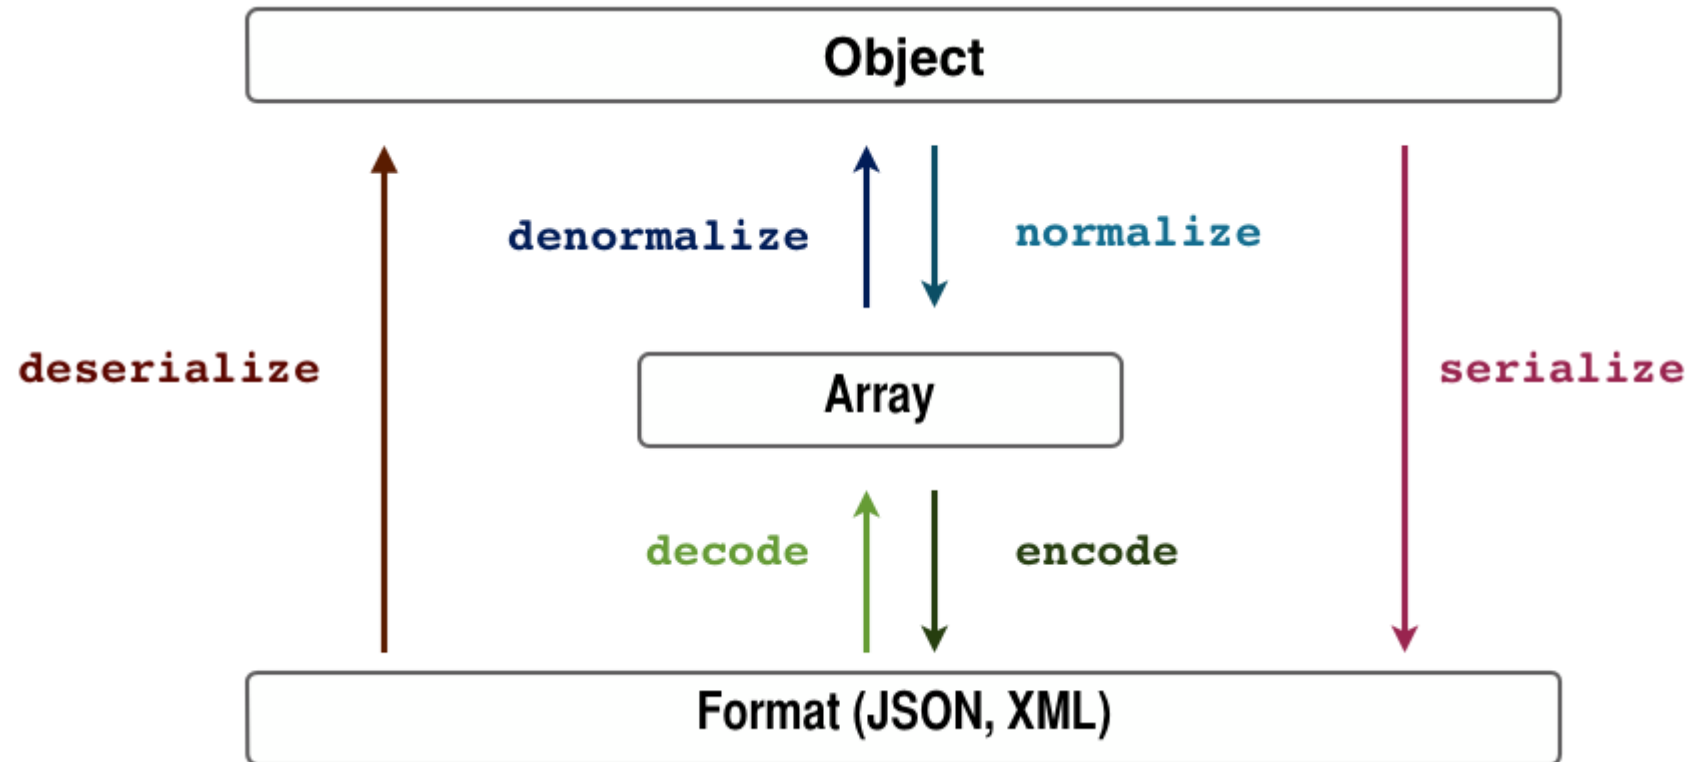 Object
denormalize
normalize
deserialize
serialize
Array
decode
encode
Format (JSON, XML)